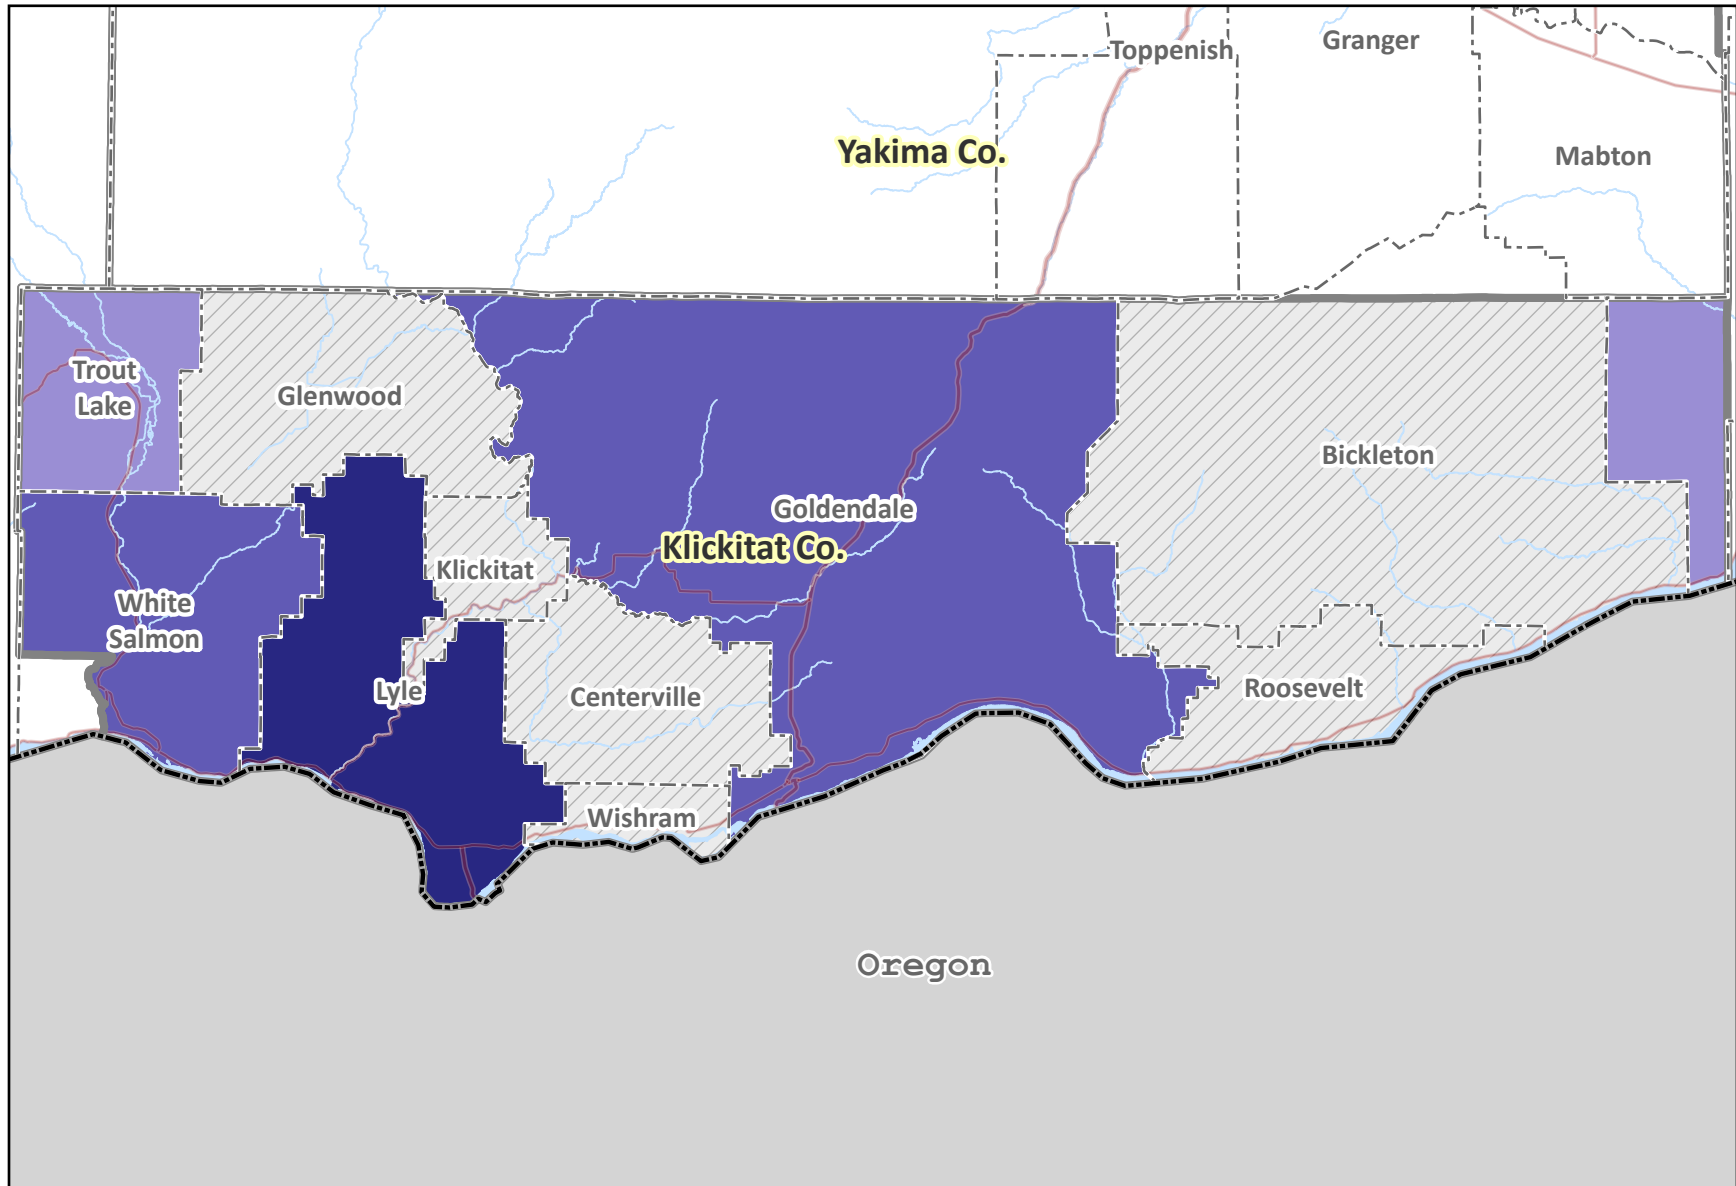 Granger
Toppenish
Yakima Co.
Mabton
Trout
Lake
Glenwood
Bickleton
Goldendale
Klickitat Co.
Klickitat
White
Salmon
Lyle
Centerville
Roosevelt
Wishram
Oregon